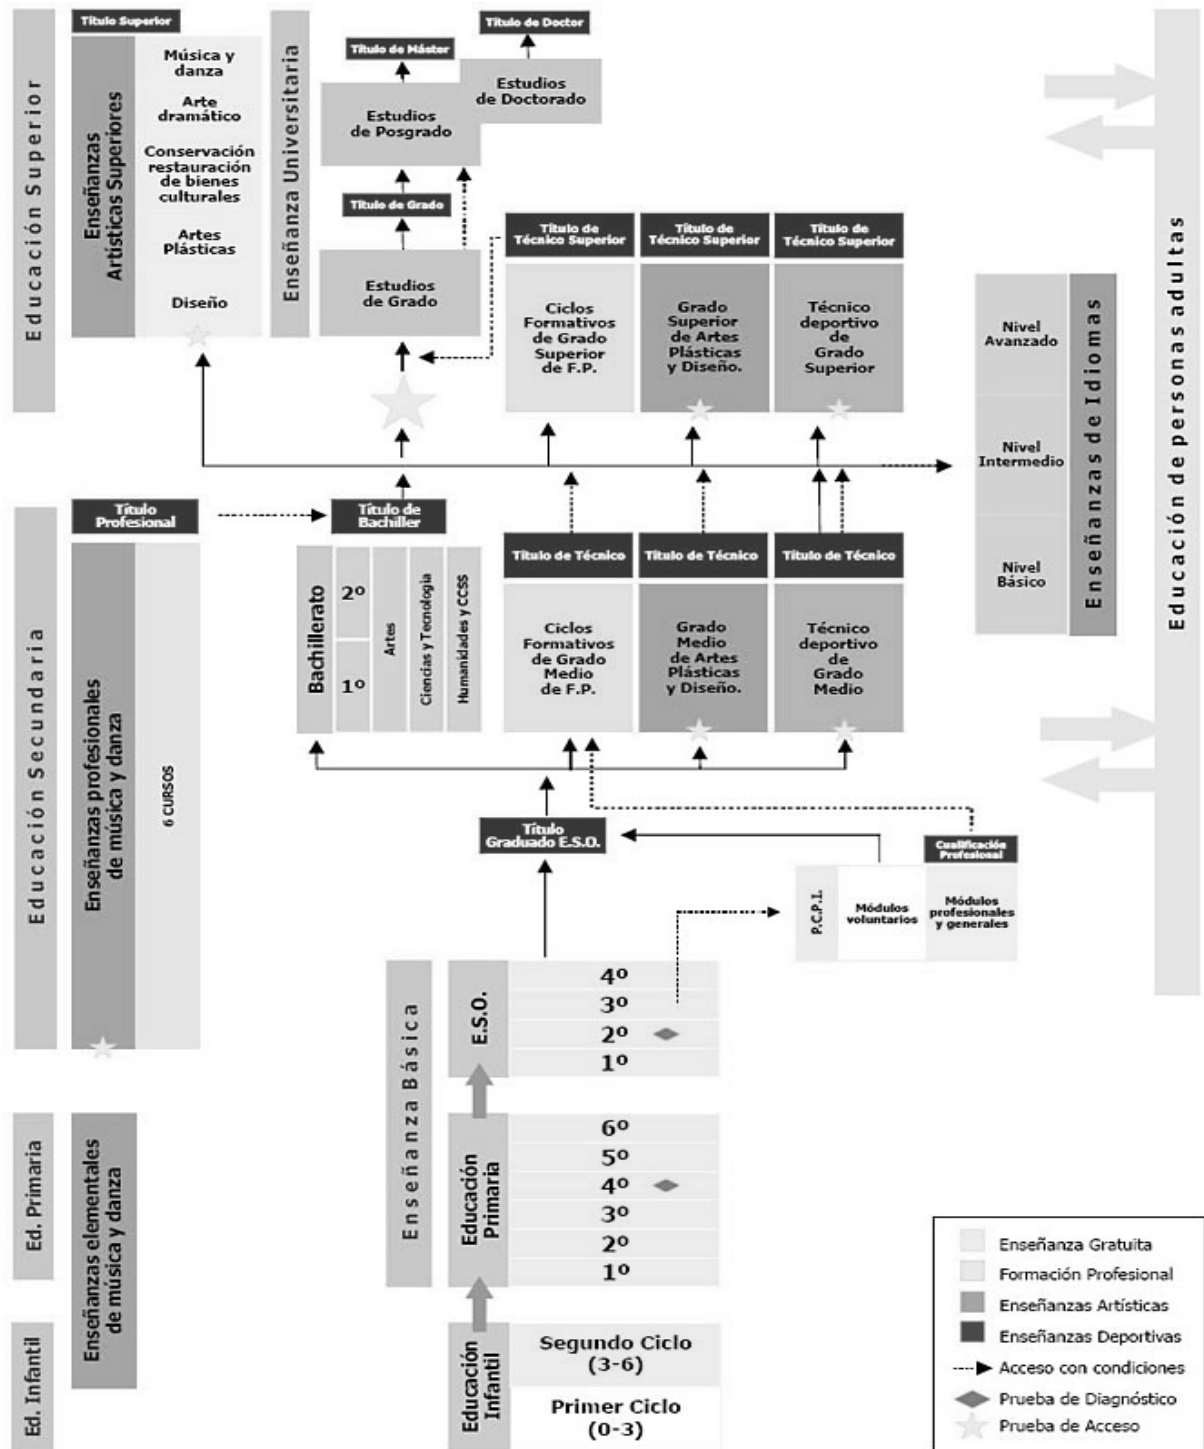 Educación Superior
Título Superior
Enseñanzas
Artísticas Superiores
Música y
danza
Arte
dramático
Conservación
restauración
de bienes
culturales
Artes
Plásticas
Diseño
Enseñanza Universitaria
Título de Máster
Título de Doctor
Estudios
de Posgrado
Estudios
de Doctorado
Título de Grado
Estudios
de Grado
Título de
Técnico Superior
Título de
Técnico Superior
Título de
Técnico Superior
Ciclos
Formativos
de Grado
Superior
de F.P.
Grado
Superior
de Artes
Plásticas
y Diseño.
Técnico
deportivo
de
Grado
Superior
Nivel
Avanzado
Nivel
Intermedio
Nivel
Básico
Enseñanzas de Idiomas
Educación de personas adultas
Educación Secundaria
Título
Profesional
Enseñanzas profesionales
de música y danza
6 CURSOS
Título de
Bachiller
Bachillerato
2º
1º
Artes
Ciencias y Tecnología
Humanidades y CCSS
Título de Técnico
Título de Técnico
Título de Técnico
Ciclos
Formativos
de Grado
Medio
de F.P.
Grado
Medio
de Artes
Plásticas
y Diseño.
Técnico
deportivo
de
Grado
Medio
Título
Graduado E.S.O.
Cualificación
Profesional
P.C.P.I.
Módulos
voluntarios
Módulos
profesionales
y generales
Enseñanza Básica
E.S.O.
4º
3º
2º
1º
Educación
Primaria
6º
5º
4º
3º
2º
1º
Ed. Primaria
Enseñanzas elementales
de música y danza
Ed. Infantil
Educación
Infantil
Segundo Ciclo
(3-6)
Primer Ciclo
(0-3)
Enseñanza Gratuita
Formación Profesional
Enseñanzas Artísticas
Enseñanzas Deportivas
Acceso con condiciones
Prueba de Diagnóstico
Prueba de Acceso